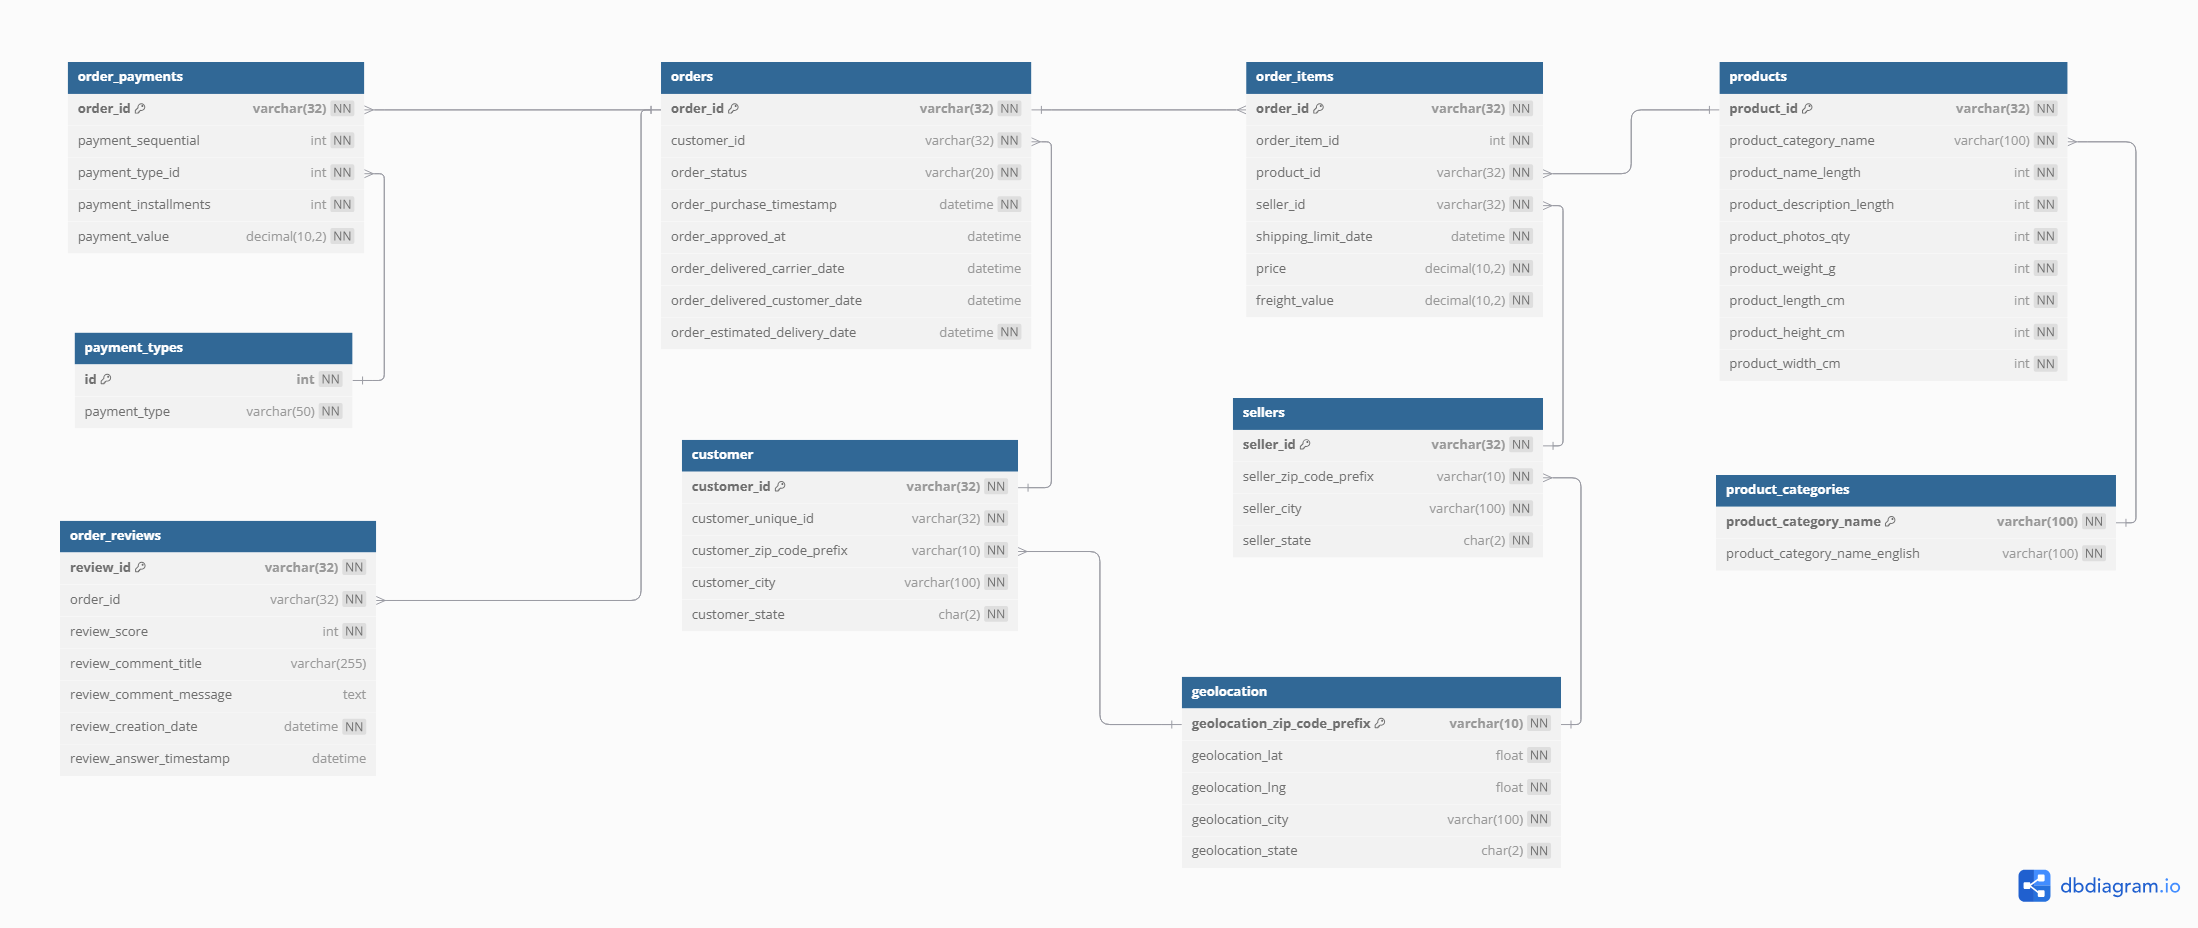 order_payments
order_id varchar(32) NN
payment_sequential int NN
payment_type_id int NN
payment_installments int NN
payment_value decimal(10,2) NN
payment_types
id int NN
payment_type varchar(50) NN
order_reviews
review_id varchar(32) NN
order_id varchar(32) NN
review_score int NN
review_comment_title varchar(255)
review_comment_message text
review_creation_date datetime NN
review_answer_timestamp datetime
orders
order_id varchar(32) NN
customer_id varchar(32) NN
order_status varchar(20) NN
order_purchase_timestamp datetime NN
order_approved_at datetime
order_delivered_carrier_date datetime
order_delivered_customer_date datetime
order_estimated_delivery_date datetime NN
customer
customer_id varchar(32) NN
customer_unique_id varchar(32) NN
customer_zip_code_prefix varchar(10) NN
customer_city varchar(100) NN
customer_state char(2) NN
order_items
order_id varchar(32) NN
order_item_id int NN
product_id varchar(32) NN
seller_id varchar(32) NN
shipping_limit_date datetime NN
price decimal(10,2) NN
freight_value decimal(10,2) NN
sellers
seller_id varchar(32) NN
seller_zip_code_prefix varchar(10) NN
seller_city varchar(100) NN
seller_state char(2) NN
geolocation
geolocation_zip_code_prefix varchar(10) NN
geolocation_lat float NN
geolocation_lng float NN
geolocation_city varchar(100) NN
geolocation_state char(2) NN
products
product_id varchar(32) NN
product_category_name varchar(100) NN
product_name_length int NN
product_description_length int NN
product_photos_qty int NN
product_weight_g int NN
product_length_cm int NN
product_height_cm int NN
product_width_cm int NN
product_categories
product_category_name varchar(100) NN
product_category_name_english varchar(100) NN
dbdiagram.io